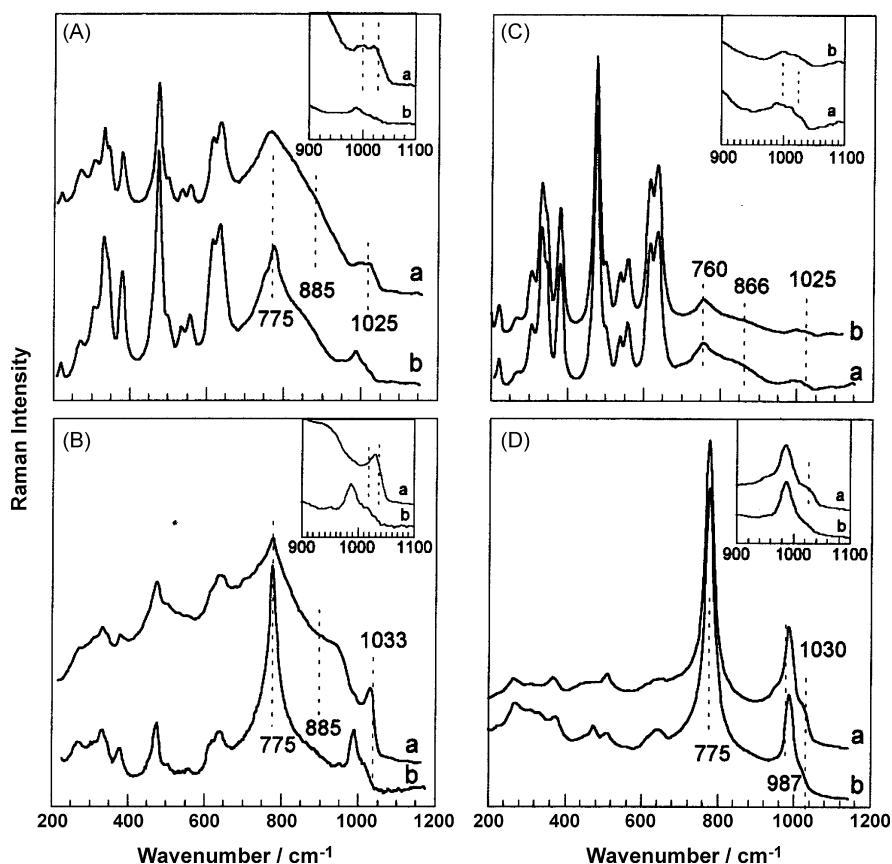 (A)
a
b
900 1000 1100
a
885
775
1025
b
(C)
b
a
900 1000 1100
760
866
1025
b
a
Raman Intensity
(B)
a
b
900 1000 1100
1033
885
775
a
b
200 400 600 800 1000 1200
Wavenumber / cm-1
(D)
a
b
900 1000 1100
1030
775
987
a
b
200 400 600 800 1000 1200
Wavenumber / cm-1